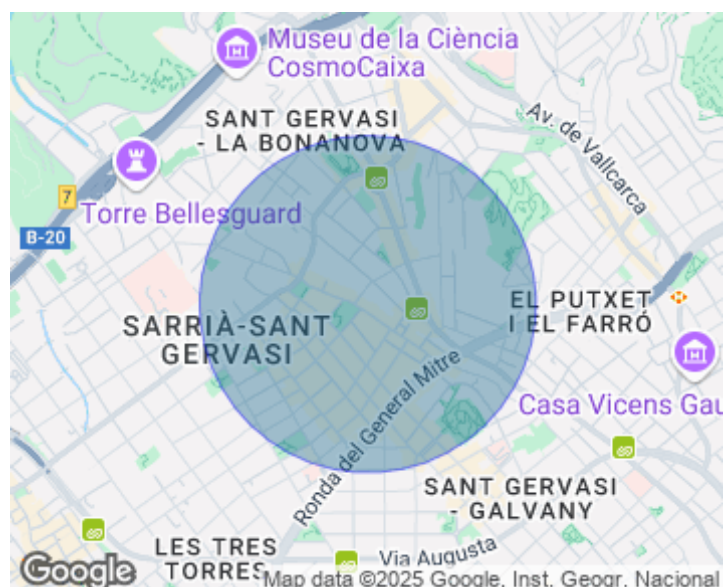 Museu de la Ciència
CosmoCaixa
SANT GERVASI
- LA BONANOVA
Av. de Vallcarca
7
Torre Bellesguard
B-20
EL PUTXET
I EL FARRÓ
SARRIÀ-SANT
GERVASI
Ronda del General Mitre
Casa Vicens Gau
SANT GERVASI
- GALVANY
LES TRES
TORRES
Via Augusta
Google
Map data ©2025 Google, Inst. Geogr. Nacional